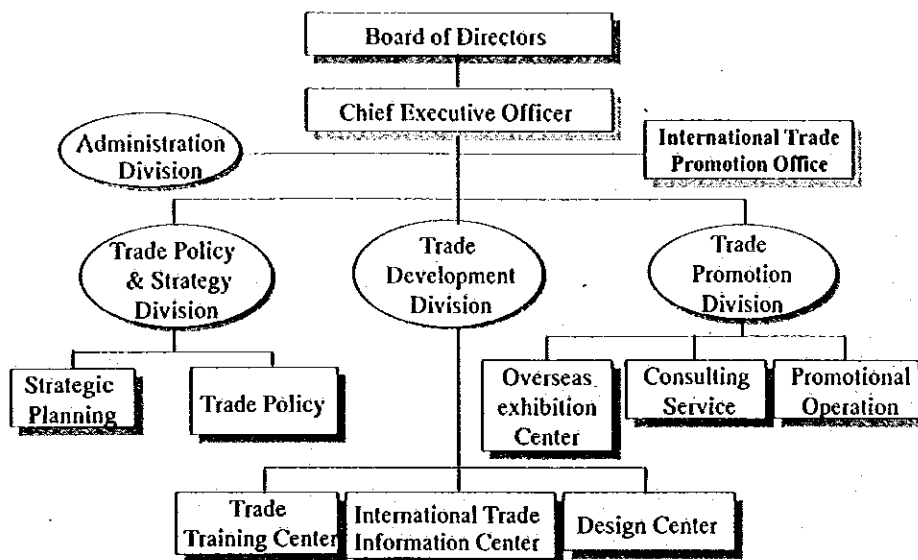 Board of Directors
Chief Executive Officer
Administration
Division
International Trade
Promotion Office
Trade Policy
& Strategy
Division
Trade
Development
Division
Trade
Promotion
Division
Strategic
Planning
Trade Policy
Overseas
exhibition
Center
Consulting
Service
Promotional
Operation
Trade
Training Center
International Trade
Information Center
Design Center